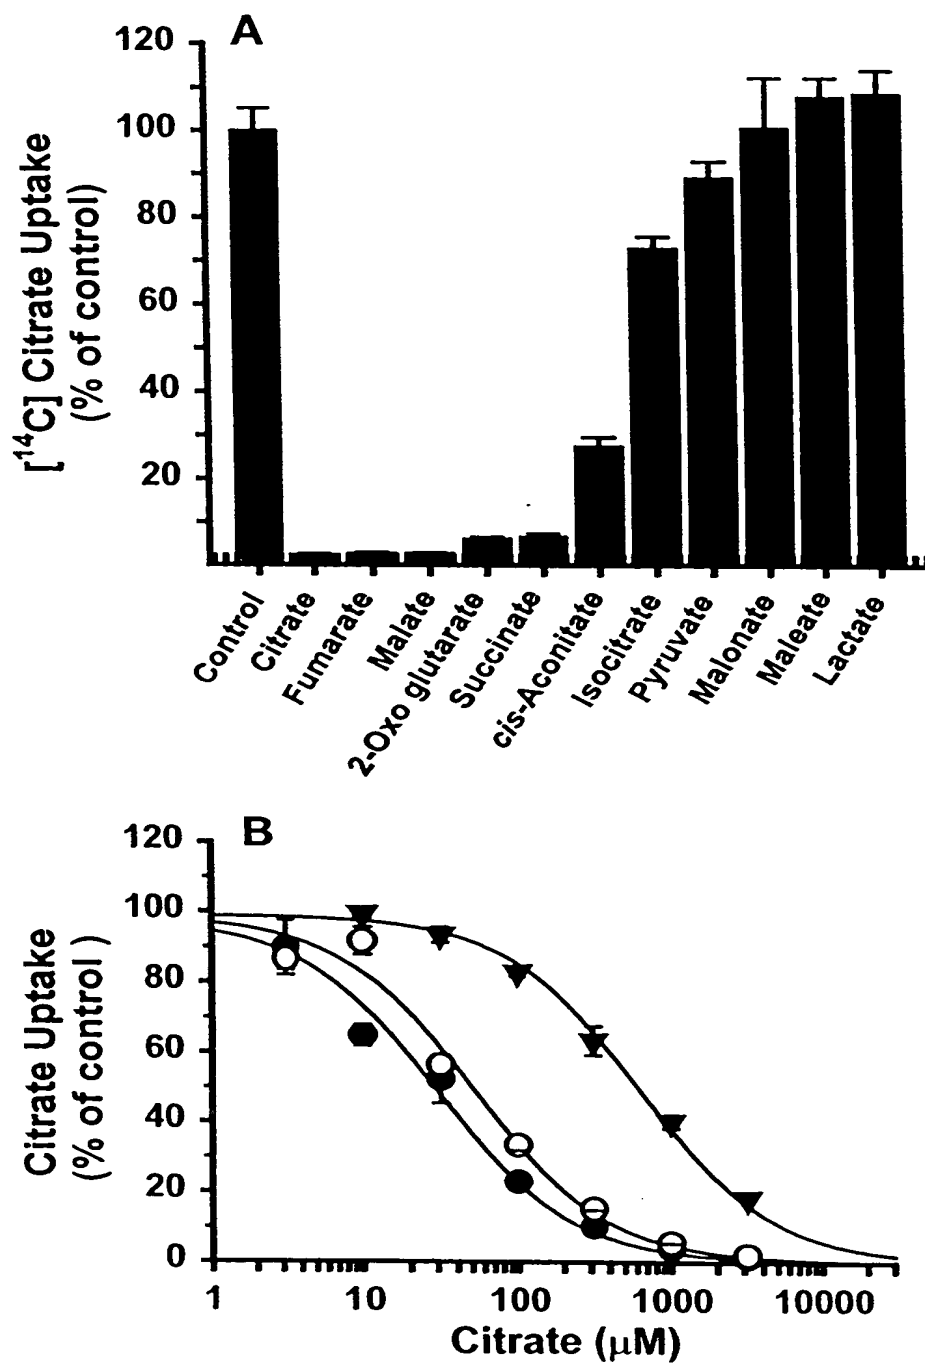 A
120
100
80
60
40
20
[¹⁴C] Citrate Uptake
(% of control)
Control
Citrate
Fumarate
Malate
2-Oxo glutarate
Succinate
cis-Aconitate
Isocitrate
Pyruvate
Malonate
Maleate
Lactate
B
120
100
80
60
40
20
0
Citrate Uptake
(% of control )
1 10 100 1000 10000
Citrate (μM)